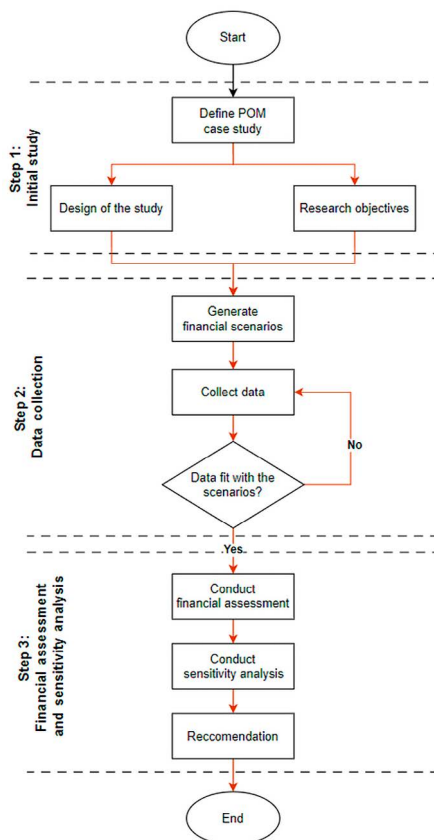 Start
Step 1:
Initial study
Define POM
case study
Design of the study
Research objectives
Step 2:
Data collection
Generate
financial scenarios
Collect data
No
Data fit with the
scenarios?
Yes
Step 3:
Financial assessment
and sensitivity analysis
Conduct
financial assessment
Conduct
sensitivity analysis
Reccomendation
End